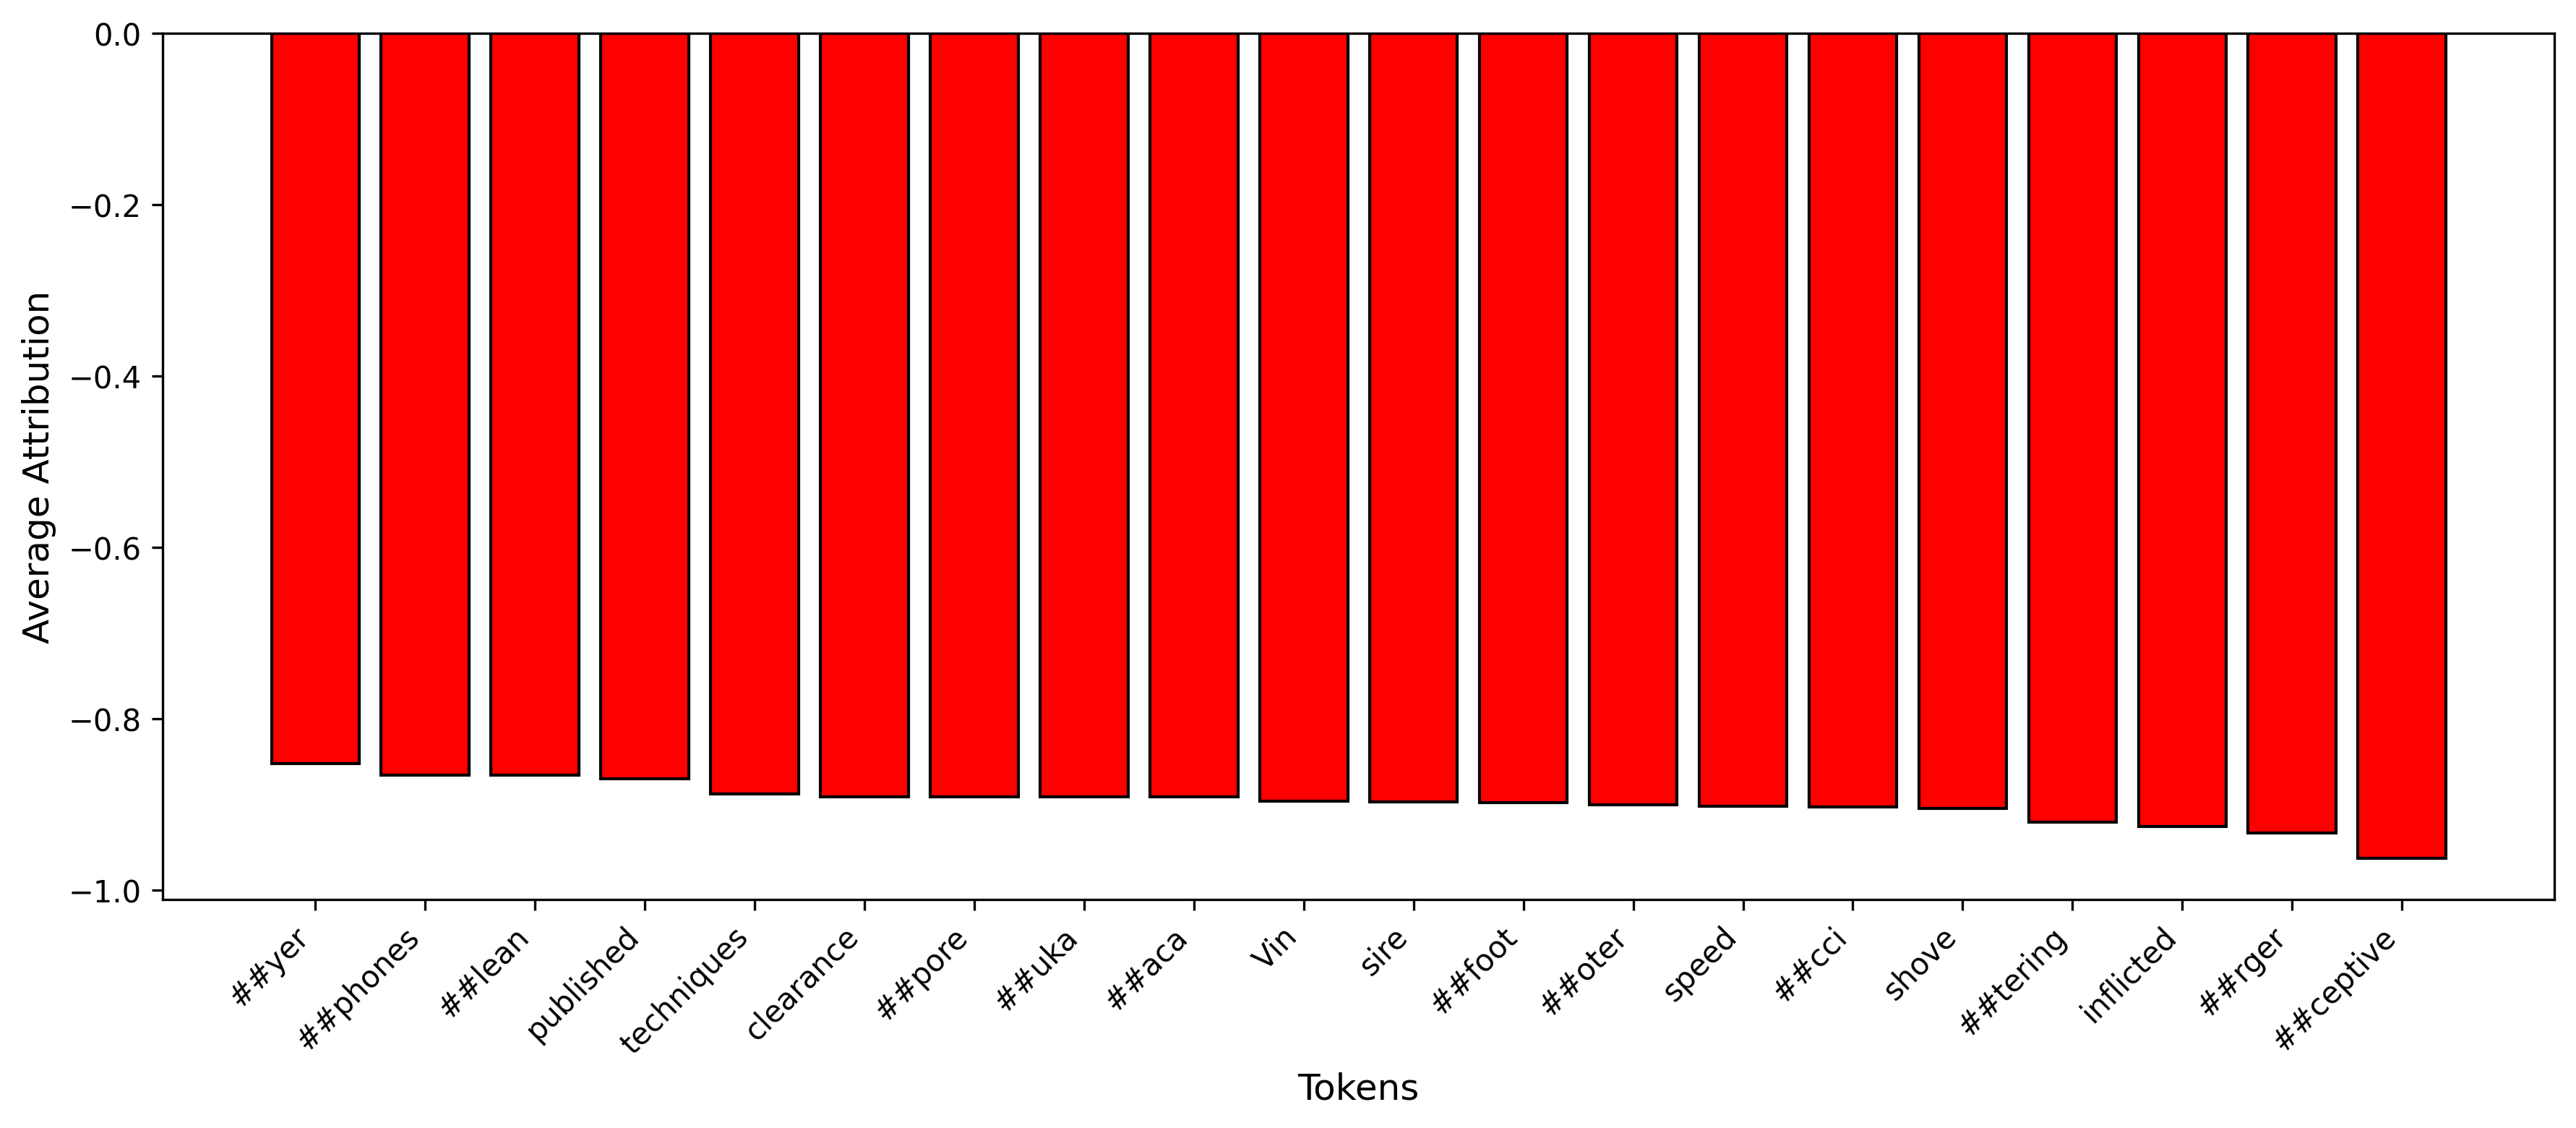 0.0
−0.2
−0.4
−0.6
−0.8
−1.0
Average Attribution
##yer
##phones
##lean
published
techniques
clearance
##pore
##uka
##aca
Vin
sire
##foot
##oter
speed
##cci
shove
##tering
inflicted
##rger
##ceptive
Tokens